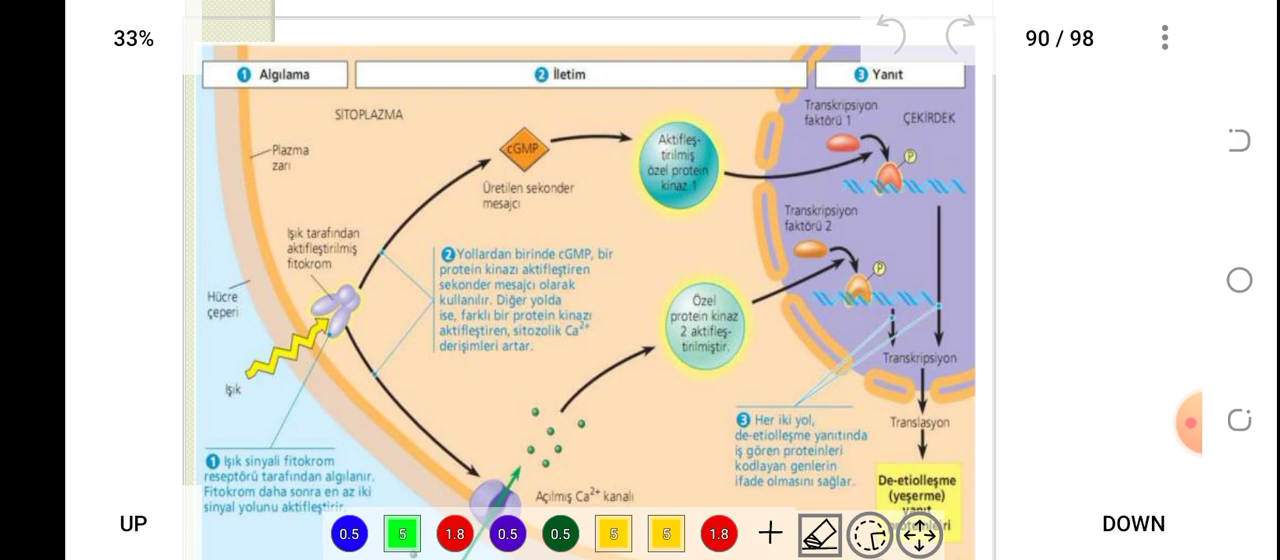 33%
90 / 98
1 Algılama
2 İletim
3 Yanıt
SİTOPLAZMA
Plazma
zarı
cGMP
Üretilen sekonder
mesajcı
Aktifleş-
tirilmiş
özel protein
kinaz 1
Transkripsiyon
faktörü 1
ÇEKİRDEK
P
Transkripsiyon
faktörü 2
P
Işık tarafından
aktifleştirilmiş
fitokrom
Hücre
çeperi
Işık
2 Yollardan birinde cGMP, bir
protein kinazı aktifleştiren
sekonder mesajcı olarak
kullanılır. Diğer yolda
ise, farklı bir protein kinazı
aktifleştiren, sitozolik Ca2+
derişimleri artar.
Özel
protein kinaz
2 aktifleş-
tirilmiştir.
Transkripsiyon
Translasyon
3 Her iki yol,
de-etiolleşme yanıtında
iş gören proteinleri
kodlayan genlerin
ifade olmasını sağlar.
De-etiolleşme
(yeşerme)
yanıt
1 Işık sinyali fitokrom
reseptörü tarafından algılanır.
Fitokrom daha sonra en az iki
sinyal yolunu aktifleştirir.
Açılmış Ca2+ kanalı
UP
0.5 5 1.8 0.5 0.5 5 5 1.8
DOWN